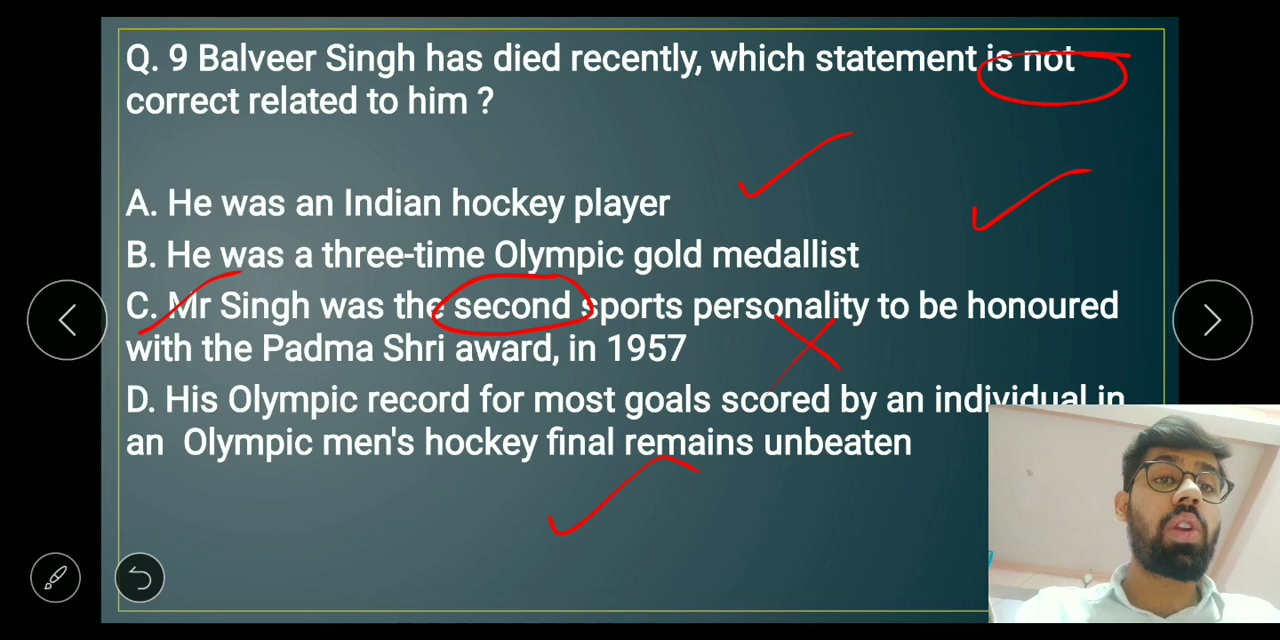 Q. 9 Balveer Singh has died recently, which statement is not
correct related to him ?
A. He was an Indian hockey player
B. He was a three-time Olympic gold medallist
C. Mr Singh was the second sports personality to be honoured
with the Padma Shri award, in 1957
D. His Olympic record for most goals scored by an individual in
an Olympic men's hockey final remains unbeaten